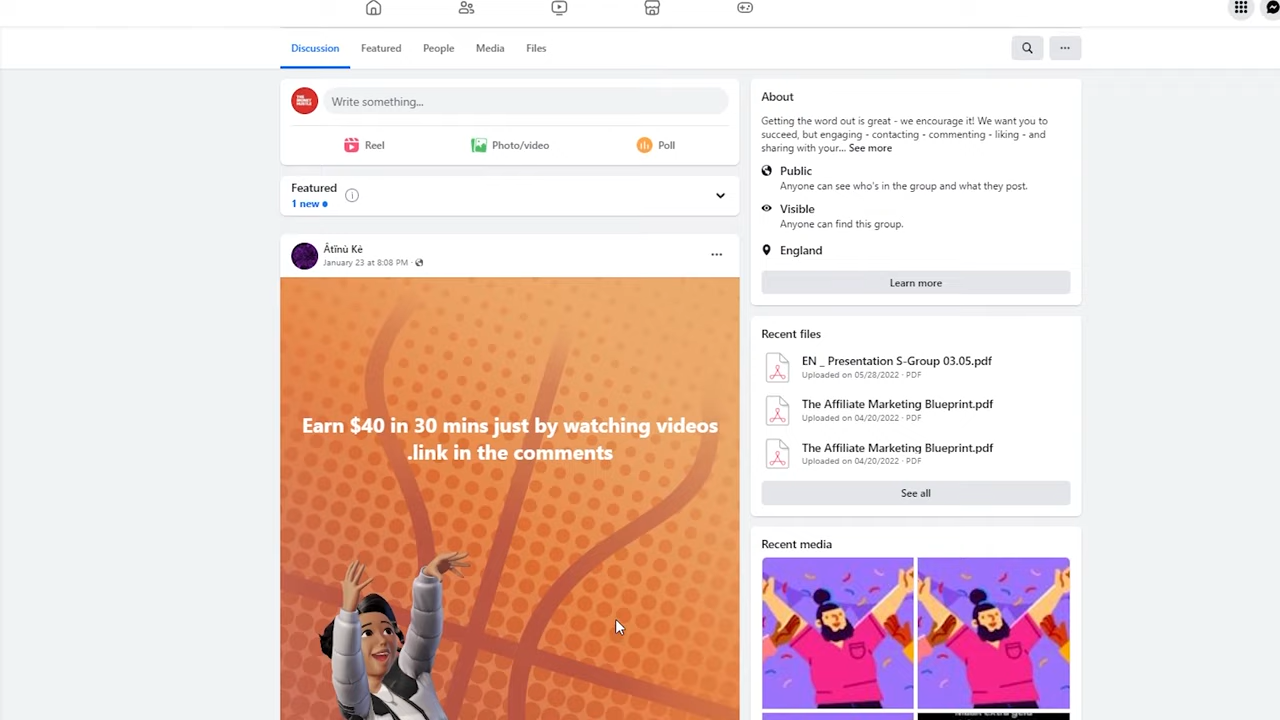 Discussion
Featured
People
Media
Files
THE
MONEY
HUSTLE
Write something...
Reel
Photo/video
Poll
Featured
1 new
Âtïnù Kè
January 23 at 8:08 PM ·
Earn $40 in 30 mins just by watching videos
.link in the comments
About
Getting the word out is great - we encourage it! We want you to
succeed, but engaging - contacting - commenting - liking - and
sharing with your... See more
Public
Anyone can see who's in the group and what they post.
Visible
Anyone can find this group.
England
Learn more
Recent files
EN _ Presentation S-Group 03.05.pdf
Uploaded on 05/28/2022 · PDF
The Affiliate Marketing Blueprint.pdf
Uploaded on 04/20/2022 · PDF
The Affiliate Marketing Blueprint.pdf
Uploaded on 04/20/2022 · PDF
See all
Recent media